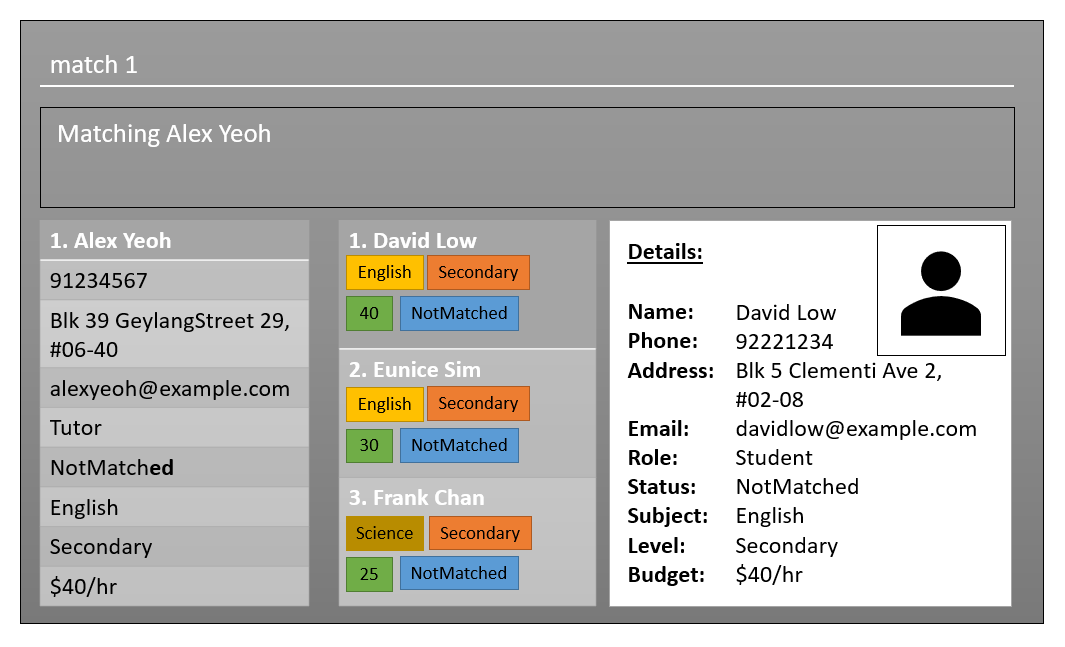 match 1
Matching Alex Yeoh
1. Alex Yeoh
91234567
Blk 39 GeylangStreet 29,
#06-40
alexyeoh@example.com
Tutor
NotMatched
English
Secondary
$40/hr
1. David Low
English Secondary
40 NotMatched
2. Eunice Sim
English Secondary
30 NotMatched
3. Frank Chan
Science Secondary
25 NotMatched
Details:
Name: David Low
Phone: 92221234
Address: Blk 5 Clementi Ave 2,
#02-08
Email: davidlow@example.com
Role: Student
Status: NotMatched
Subject: English
Level: Secondary
Budget: $40/hr